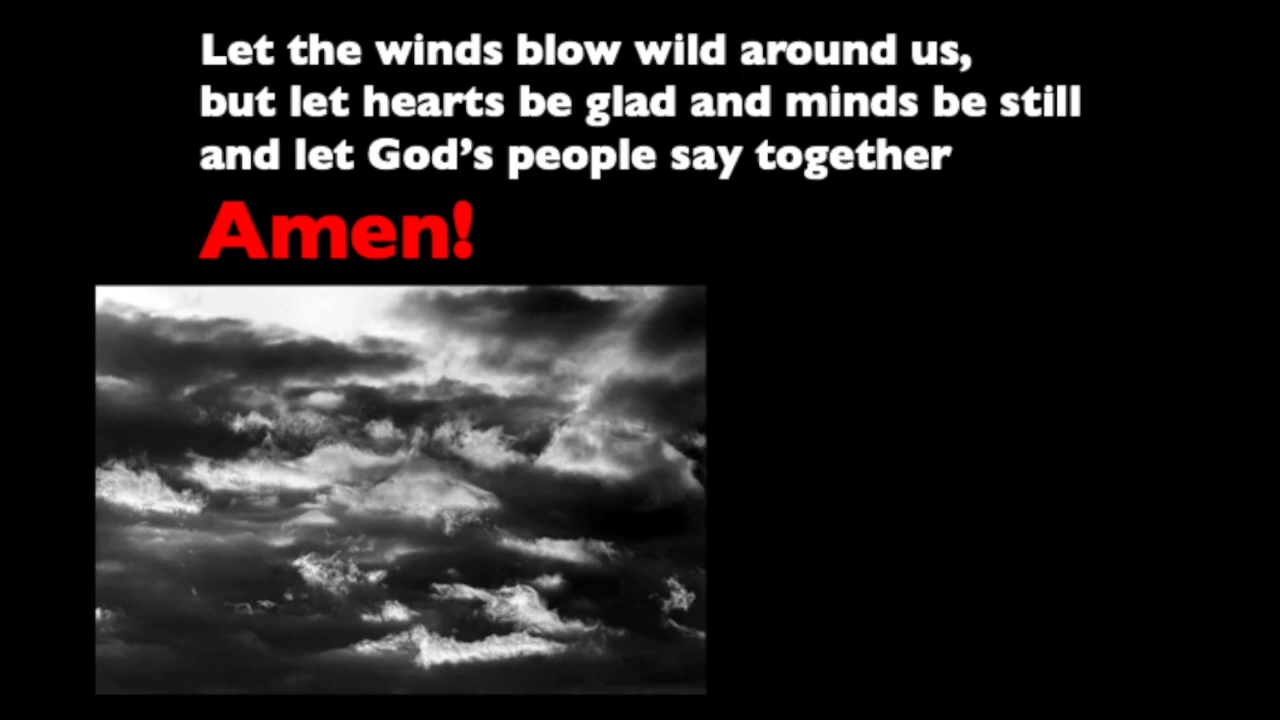 Let the winds blow wild around us,
but let hearts be glad and minds be still
and let God’s people say together
Amen!